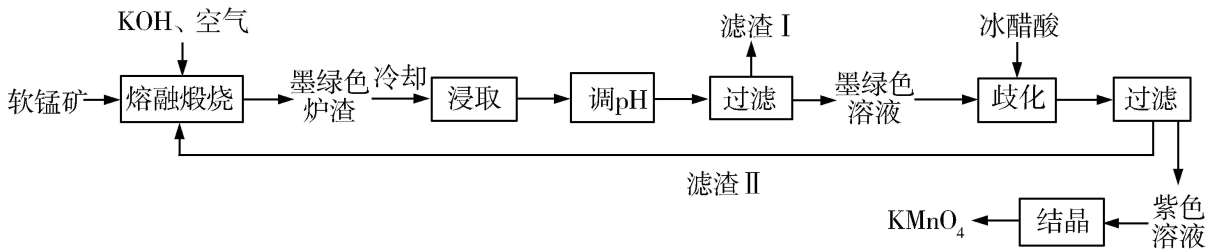 KOH、空气
滤渣Ⅰ
冰醋酸
软锰矿
熔融煅烧
墨绿色
炉渣
冷却
浸取
调pH
过滤
墨绿色
溶液
歧化
过滤
滤渣Ⅱ
紫色
溶液
结晶
KMnO₄